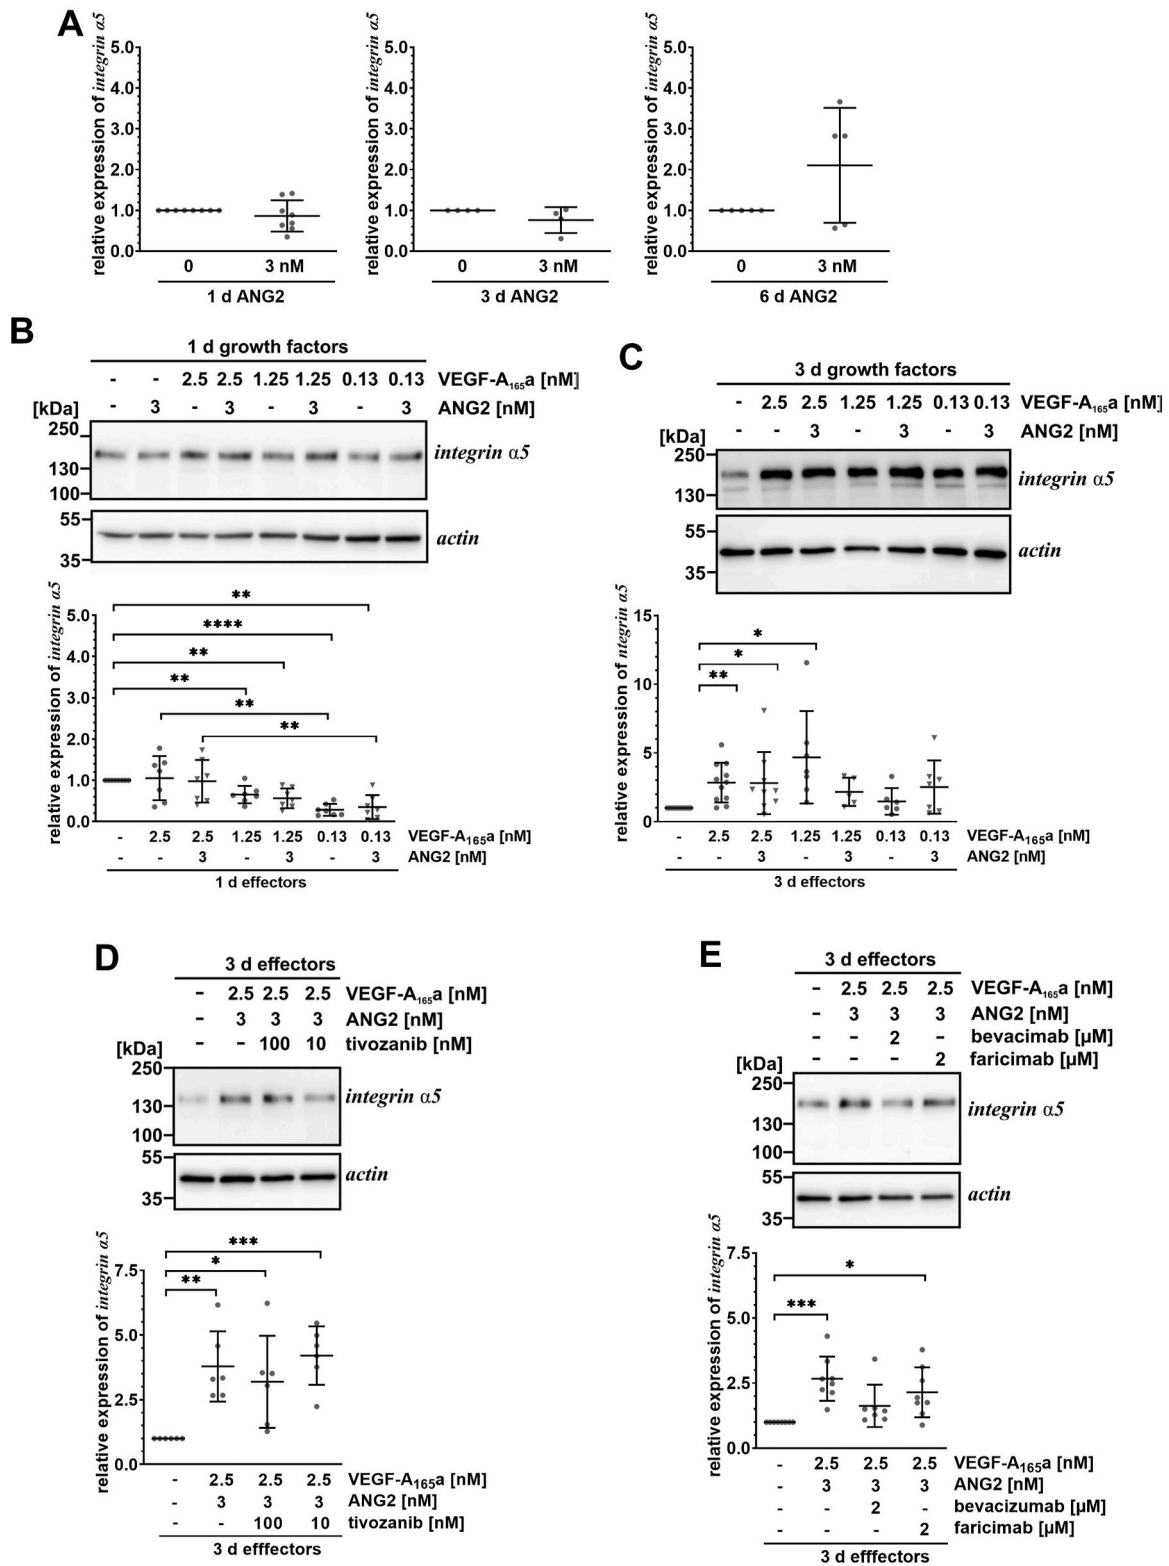 A
relative expression of integrin α5
5.0
4.0
3.0
2.0
1.0
0.0
0 3 nM
1 d ANG2
relative expression of integrin α5
5.0
4.0
3.0
2.0
1.0
0.0
0 3 nM
3 d ANG2
relative expression of integrin α5
5.0
4.0
3.0
2.0
1.0
0.0
0 3 nM
6 d ANG2
B
1 d growth factors
- - 2.5 2.5 1.25 1.25 0.13 0.13 VEGF-A165a [nM]
- 3 - 3 - 3 - 3 ANG2 [nM]
[kDa]
250
130
100
integrin α5
55
35
actin
relative expression of integrin α5
5.0
4.0
3.0
2.0
1.0
0.0
**
****
**
**
**
**
- 2.5 2.5 1.25 1.25 0.13 0.13 VEGF-A165a [nM]
- - 3 - 3 - 3 ANG2 [nM]
1 d effectors
C
3 d growth factors
- 2.5 2.5 1.25 1.25 0.13 0.13 VEGF-A165a [nM]
- - 3 - 3 - 3 ANG2 [nM]
[kDa]
250
130
integrin α5
55
35
actin
relative expression of ntegrin α5
15
10
5
0
*
*
**
- 2.5 2.5 1.25 1.25 0.13 0.13 VEGF-A165a [nM]
- - 3 - 3 - 3 ANG2 [nM]
3 d effectors
D
3 d effectors
- 2.5 2.5 2.5 VEGF-A165a [nM]
- 3 3 3 ANG2 [nM]
- - 100 10 tivozanib [nM]
[kDa]
250
130
100
integrin α5
55
35
actin
relative expression of integrin α5
7.5
5.0
2.5
0.0
***
*
**
- 2.5 2.5 2.5 VEGF-A165a [nM]
- 3 3 3 ANG2 [nM]
- - 100 10 tivozanib [nM]
3 d efffectors
E
3 d effectors
- 2.5 2.5 2.5 VEGF-A165a [nM]
- 3 3 3 ANG2 [nM]
- - 2 - bevacimab [µM]
- - - 2 faricimab [µM]
[kDa]
250
130
100
integrin α5
55
35
actin
relative expression of integrin α5
7.5
5.0
2.5
0.0
*
***
- 2.5 2.5 2.5 VEGF-A165a [nM]
- 3 3 3 ANG2 [nM]
- - 2 - bevacizumab [µM]
- - - 2 faricimab [µM]
3 d effectors